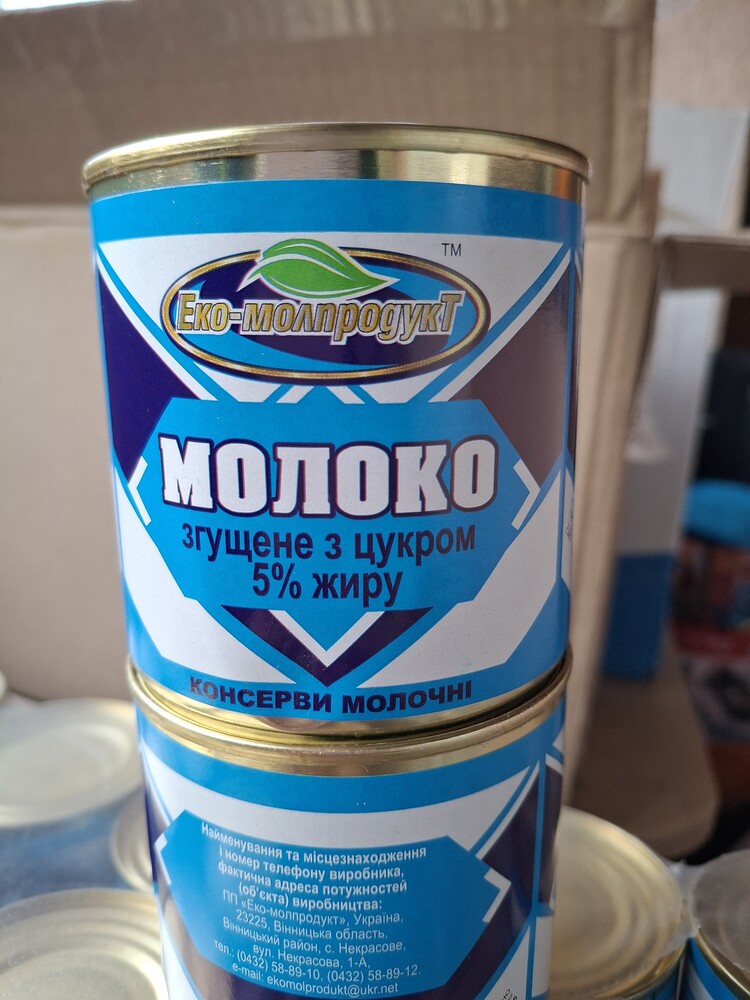 ТМ
Еко-молпродукТ
МОЛОКО
згущене з цукром
5% жиру
КОНСЕРВИ МОЛОЧНІ
Найменування та місцезнаходження
і номер телефону виробника,
фактична адреса потужностей
(об'єкта) виробництва:
ПП «Еко-молпродукт», Україна,
23225, Вінницька область,
Вінницький район, с. Некрасове,
вул. Некрасова, 1-А,
тел.: (0432) 58-89-10, (0432) 58-89-12.
e-mail: ekomolprodukt@ukr.net